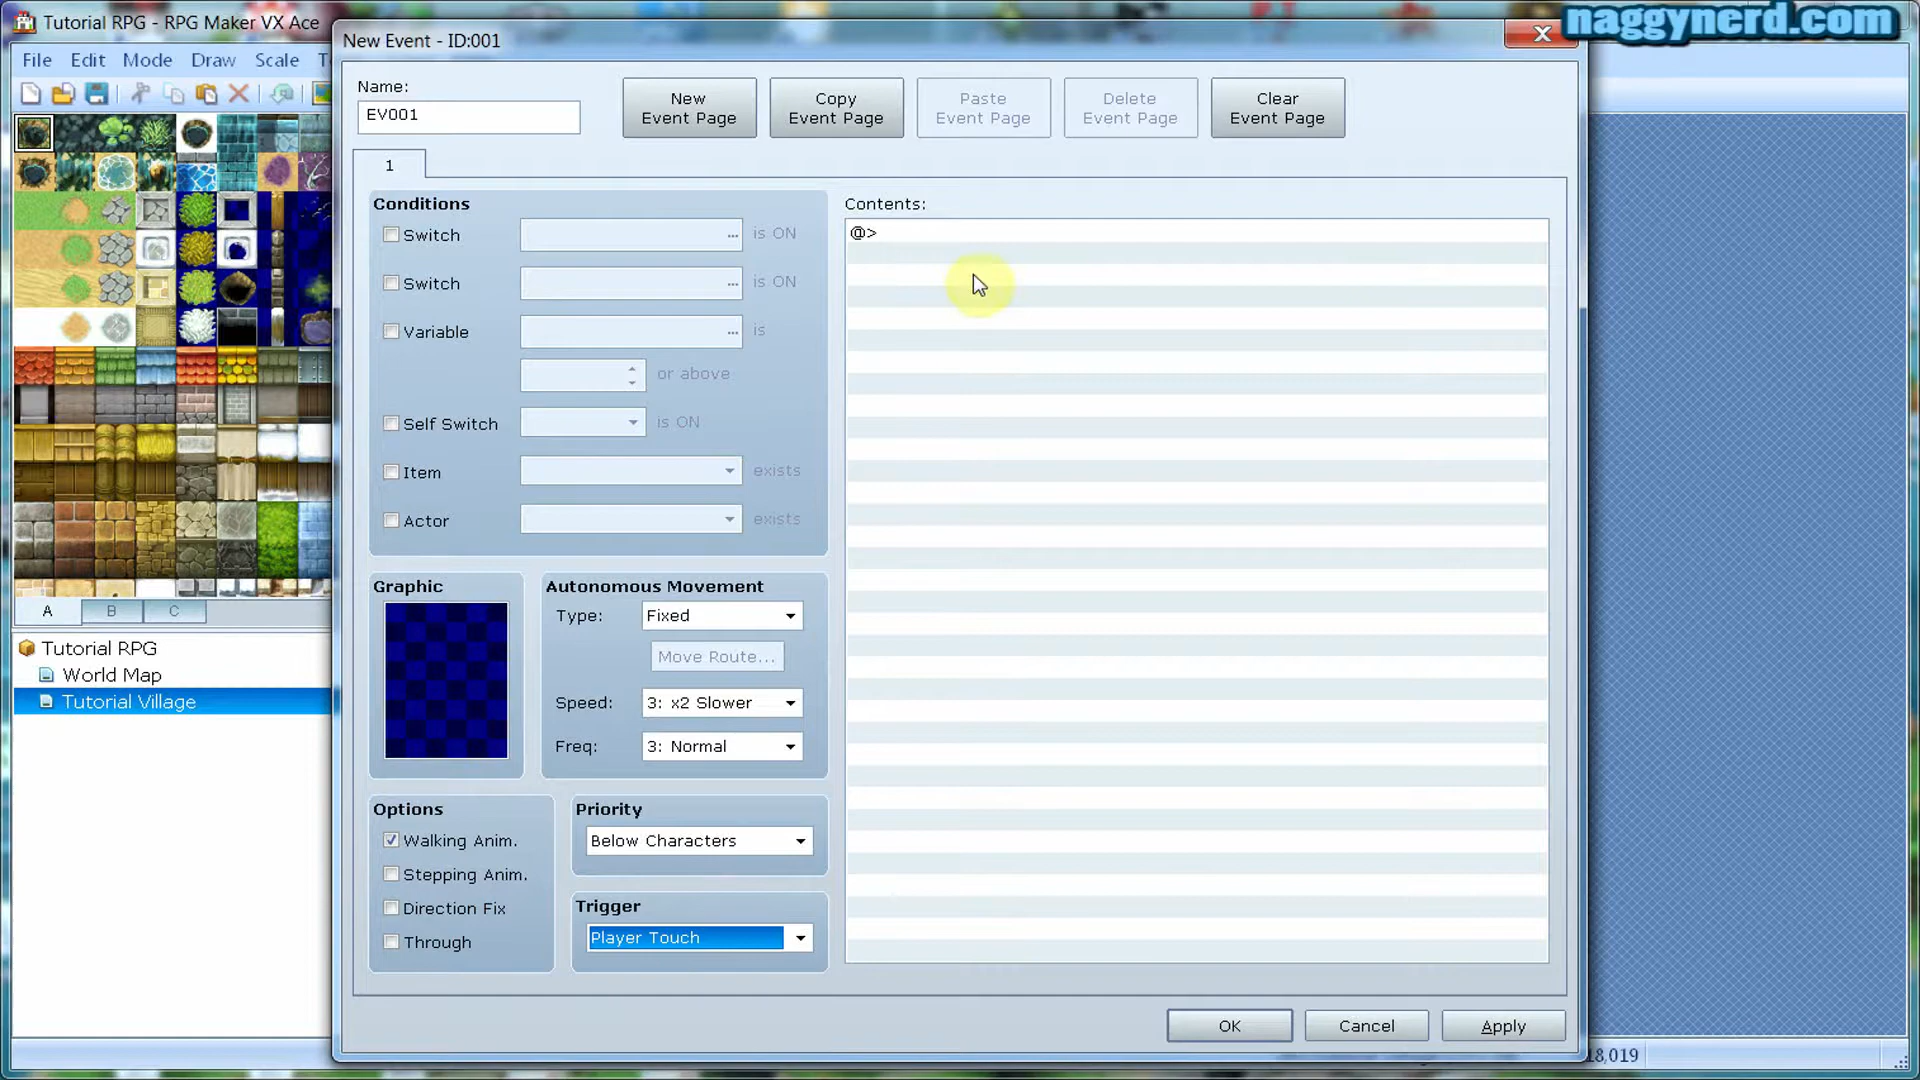 Tutorial RPG - RPG Maker VX Ace
naggynerd.com
File Edit Mode Draw Scale
New Event - ID:001
Name:
EV001
New Event Page
Copy Event Page
Paste Event Page
Delete Event Page
Clear Event Page
1
Conditions
Switch ... is ON
Switch ... is ON
Variable ... is
or above
Self Switch is ON
Item exists
Actor exists
Contents:
@>
Graphic
Autonomous Movement
Type: Fixed
Move Route...
Speed: 3: x2 Slower
Freq: 3: Normal
Options
Walking Anim.
Stepping Anim.
Direction Fix
Through
Priority
Below Characters
Trigger
Player Touch
OK
Cancel
Apply
A B C
Tutorial RPG
World Map
Tutorial Village